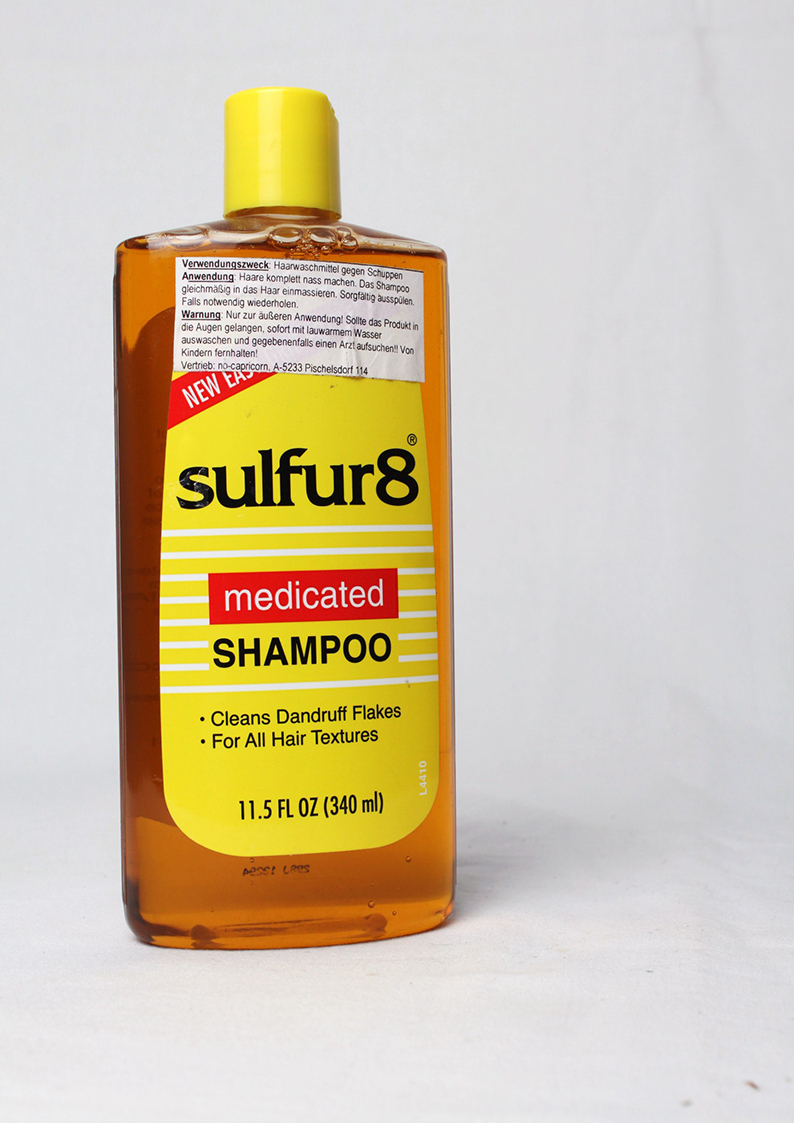 Verwendungszweck: Haarwaschmittel gegen Schuppen
Anwendung: Haare komplett nass machen. Das Shampoo
gleichmäßig in das Haar einmassieren. Sorgfältig ausspülen.
Falls notwendig wiederholen.
Warnung: Nur zur äußeren Anwendung! Sollte das Produkt in
die Augen gelangen, sofort mit lauwarmem Wasser
auswaschen und gegebenenfalls einen Arzt aufsuchen!! Von
Kindern fernhalten!
Vertrieb: no-capricorn, A-5233 Pischelsdorf 114
NEW
sulfur8®
medicated
SHAMPOO
• Cleans Dandruff Flakes
• For All Hair Textures
L4410
11.5 FL OZ (340 ml)